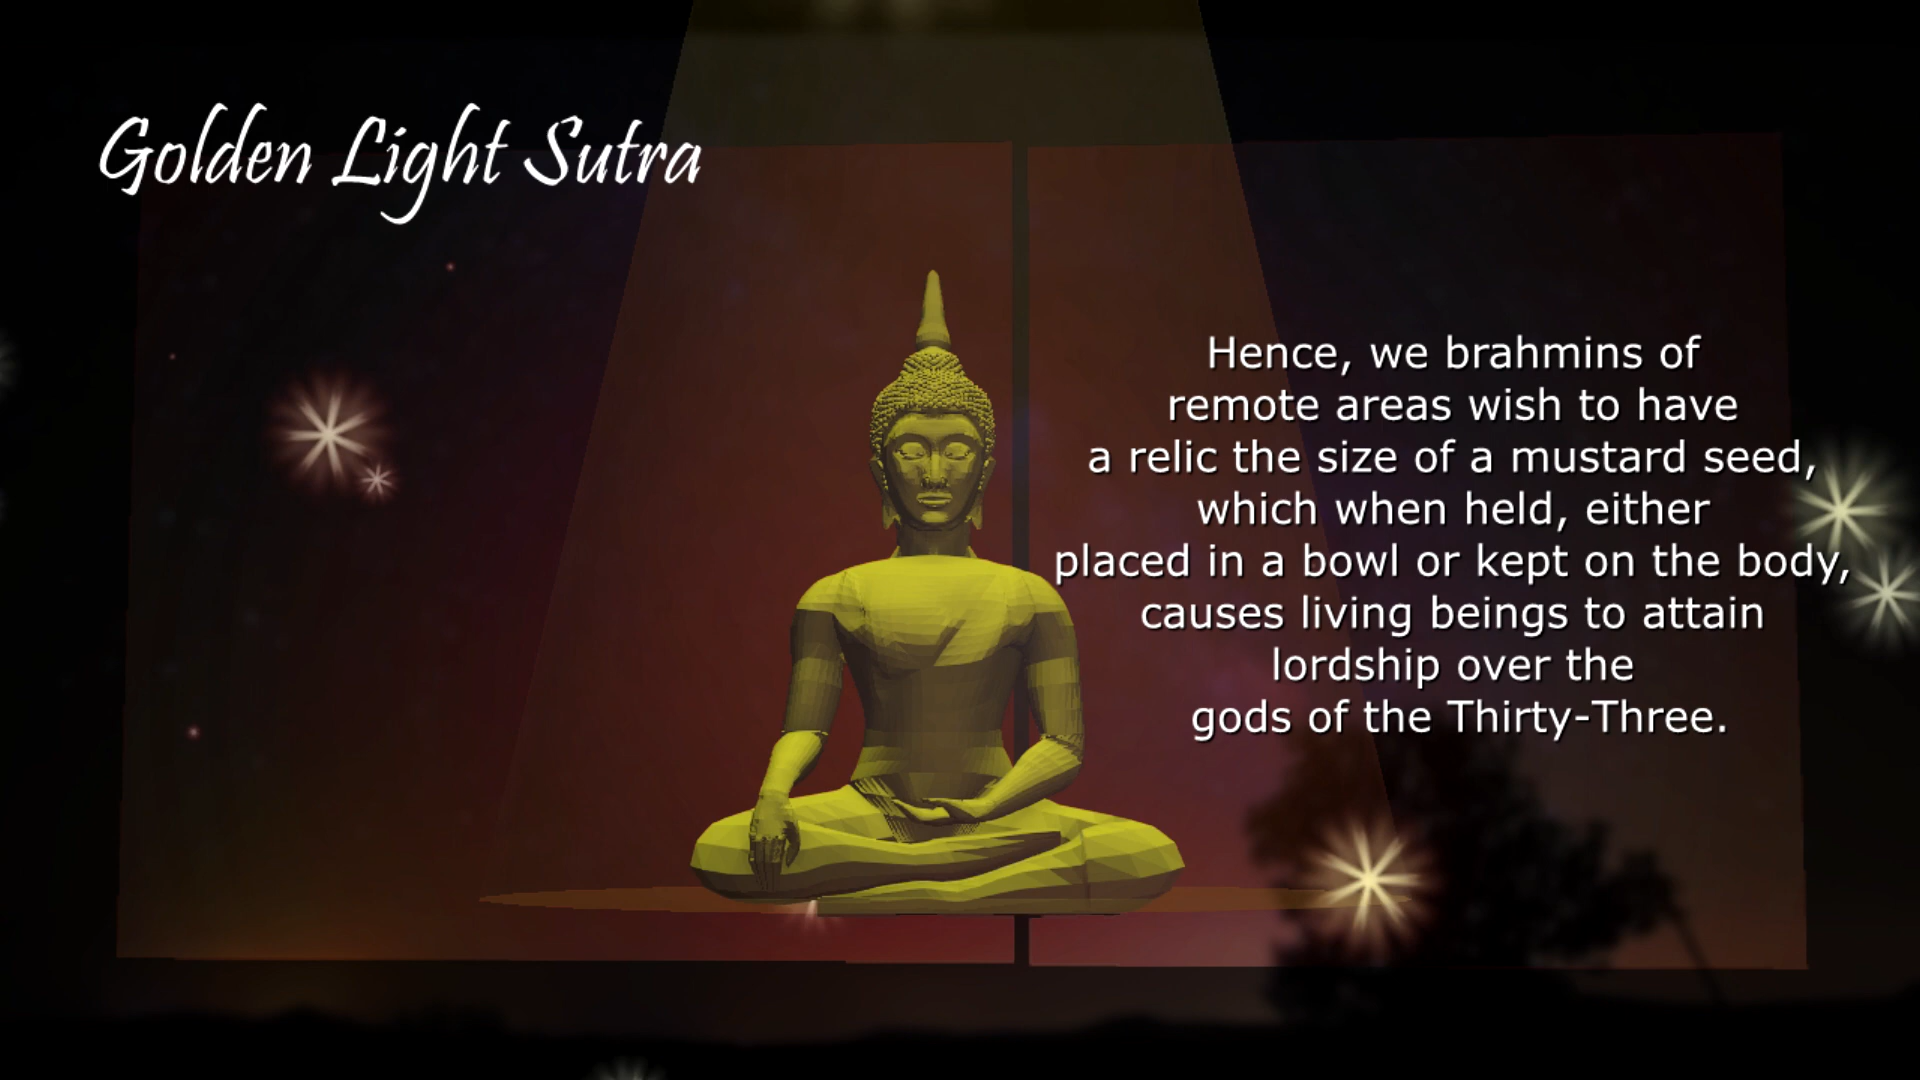 Golden Light Sutra
Hence, we brahmins of
remote areas wish to have
a relic the size of a mustard seed,
which when held, either
placed in a bowl or kept on the body,
causes living beings to attain
lordship over the
gods of the Thirty-Three.